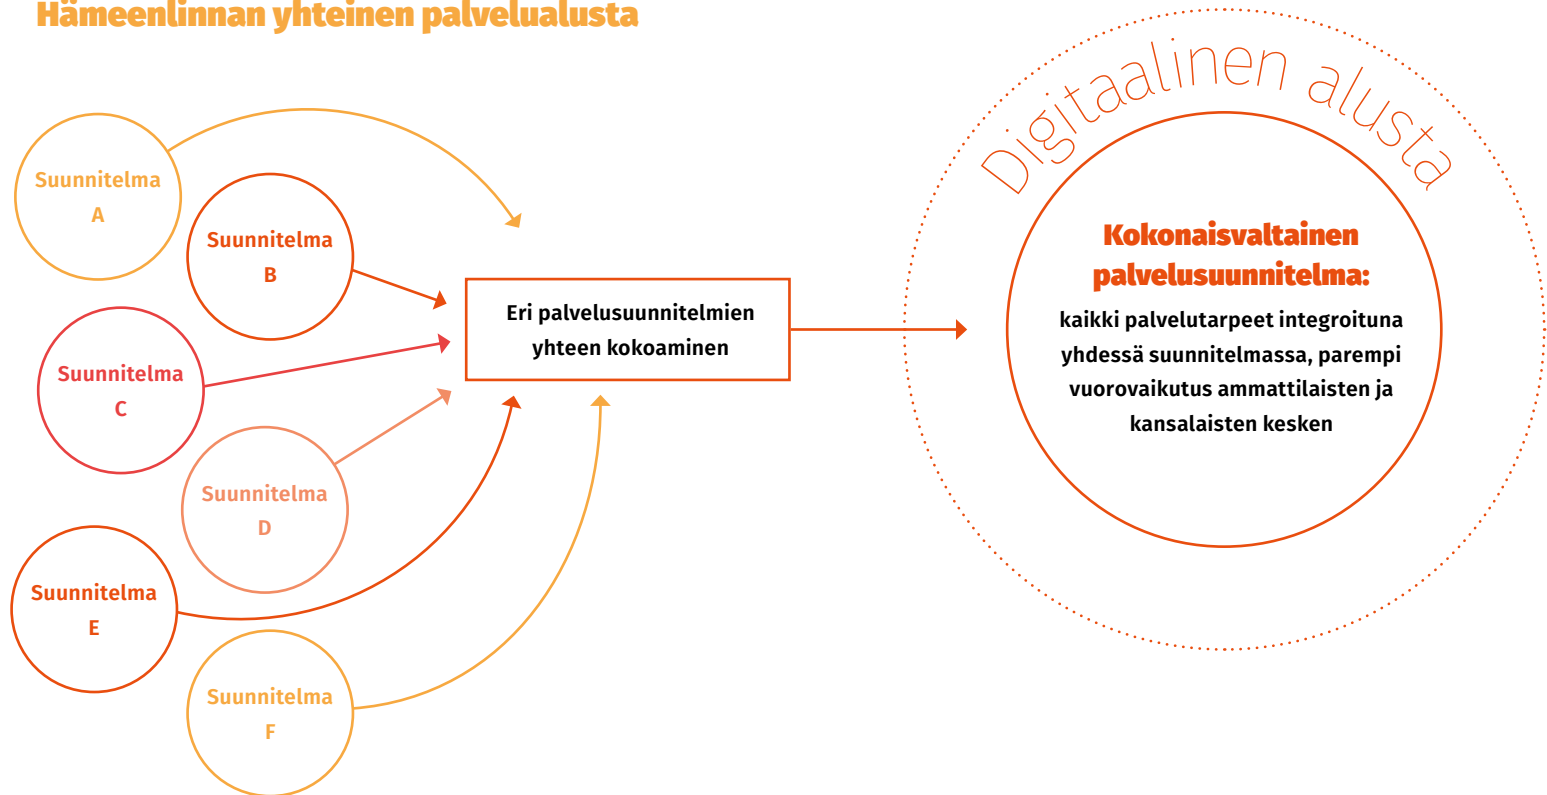 Hämeenlinnan yhteinen palvelualusta
Suunnitelma
A
Suunnitelma
B
Suunnitelma
C
Suunnitelma
D
Suunnitelma
E
Suunnitelma
F
Eri palvelusuunnitelmien
yhteen kokoaminen
Digitaalinen alusta
Kokonaisvaltainen
palvelusuunnitelma:
kaikki palvelutarpeet integroituna
yhdessä suunnitelmassa, parempi
vuorovaikutus ammattilaisten ja
kansalaisten kesken